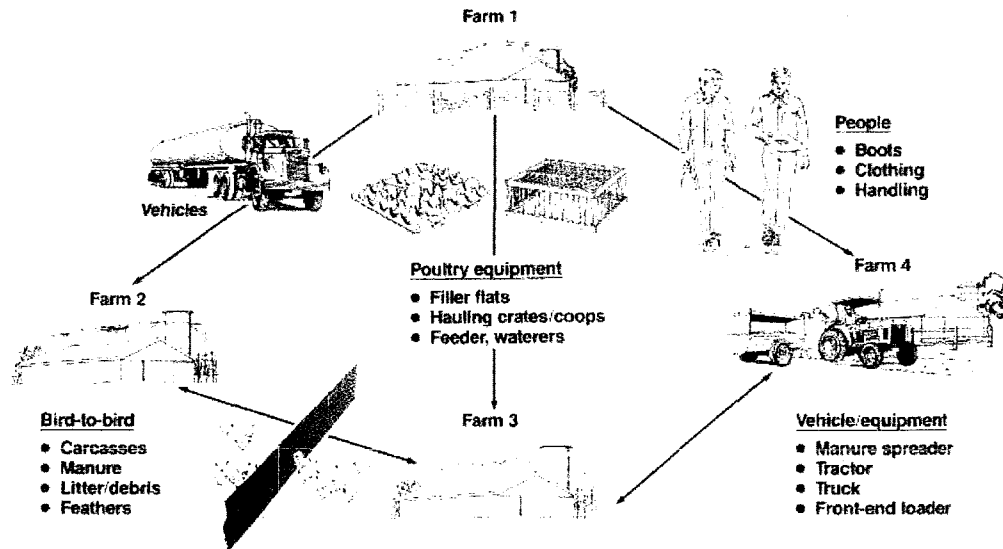 Farm 1
People
• Boots
• Clothing
• Handling
Vehicles
Farm 4
Poultry equipment
• Filler flats
• Hauling crates/coops
• Feeder, waterers
Farm 2
Bird-to-bird
• Carcasses
• Manure
• Litter/debris
• Feathers
Farm 3
Vehicle/equipment
• Manure spreader
• Tractor
• Truck
• Front-end loader